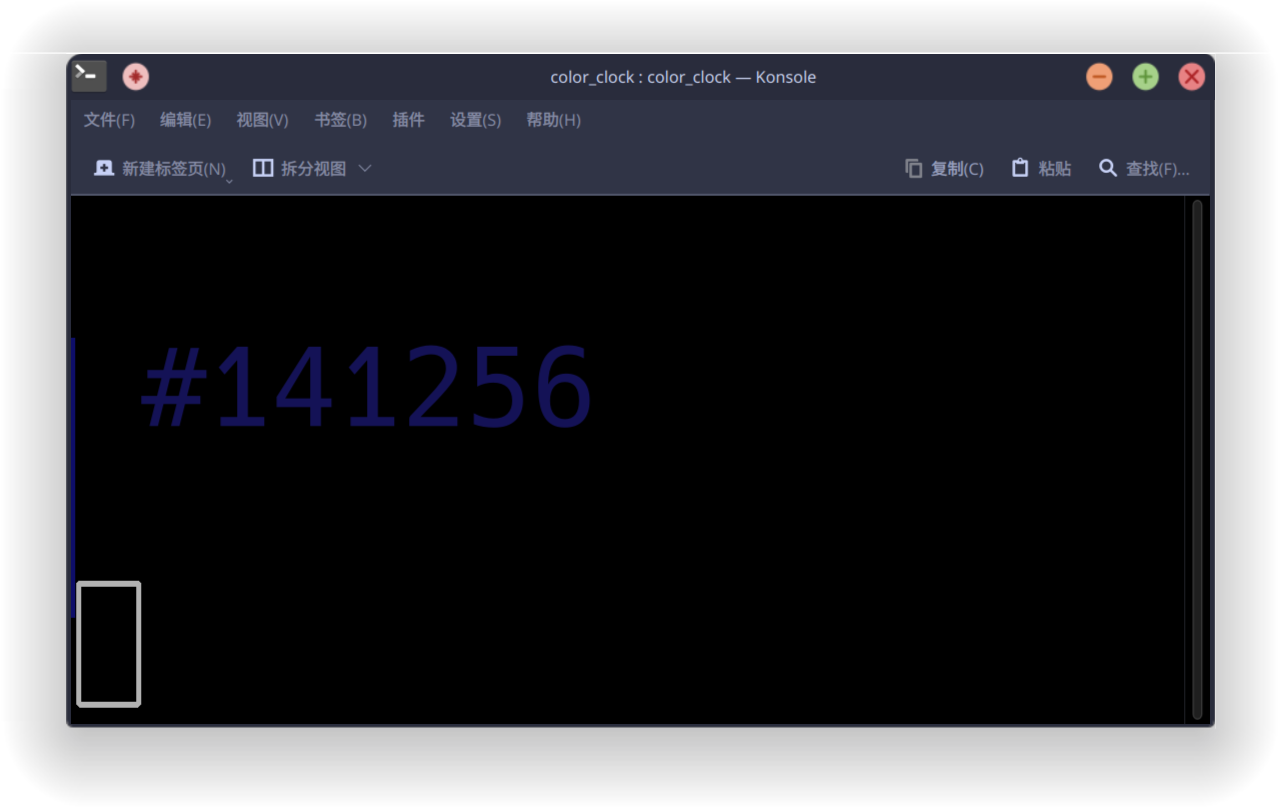 color_clock : color_clock — Konsole
文件(F) 编辑(E) 视图(V) 书签(B) 插件 设置(S) 帮助(H)
新建标签页(N) 拆分视图 复制(C) 粘贴 查找(F)...
#141256